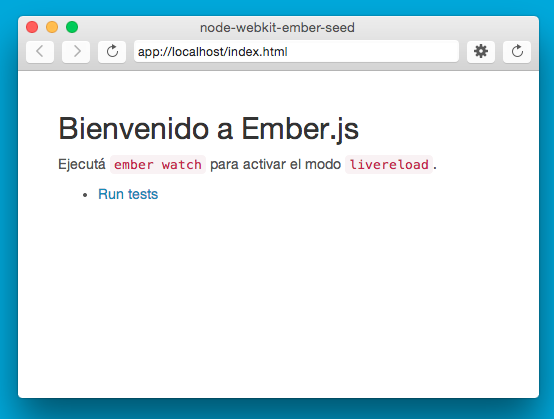 node-webkit-ember-seed
app://localhost/index.html
Bienvenido a Ember.js
Ejecutá ember watch para activar el modo livereload.
• Run tests